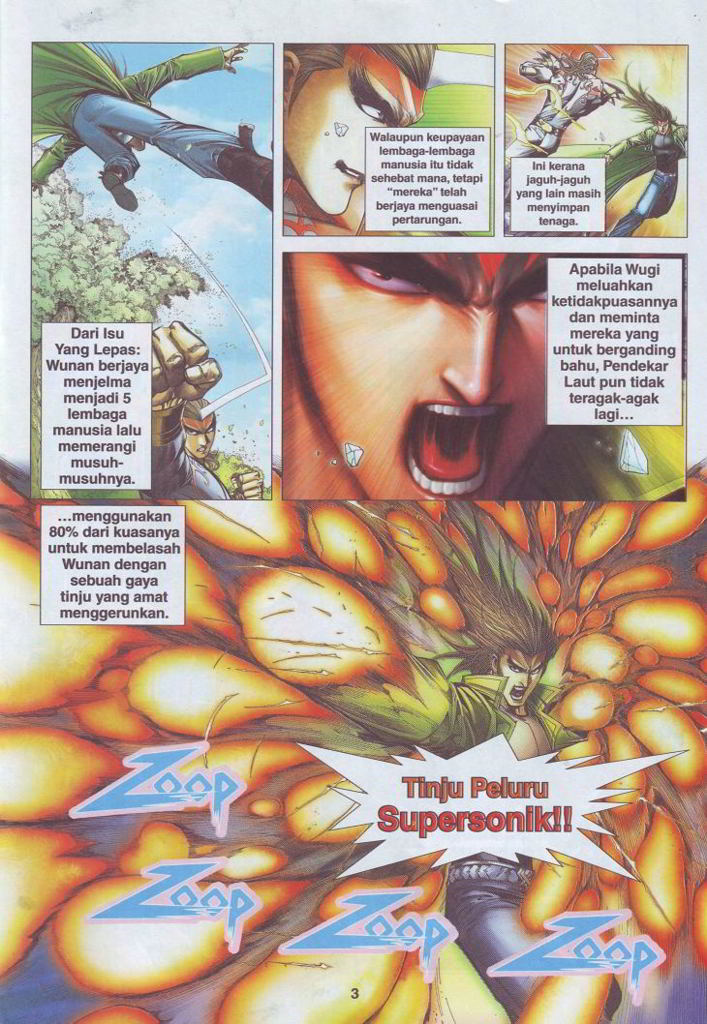 Dari Isu
Yang Lepas:
Wunan berjaya
menjelma
menjadi 5
lembaga
manusia lalu
memerangi
musuh-
musuhnya.
Walaupun keupayaan
lembaga-lembaga
manusia itu tidak
sehebat mana, tetapi
“mereka” telah
berjaya menguasai
pertarungan.
Ini kerana
jaguh-jaguh
yang lain masih
menyimpan
tenaga.
Apabila Wugi
meluahkan
ketidakpuasannya
dan meminta
mereka yang
untuk berganding
bahu, Pendekar
Laut pun tidak
teragak-agak
lagi…
…menggunakan
80% dari kuasanya
untuk membelasah
Wunan dengan
sebuah gaya
tinju yang amat
menggerunkan.
Tinju Peluru
Supersonik!!
Zoop
Zoop
Zoop
Zoop
3